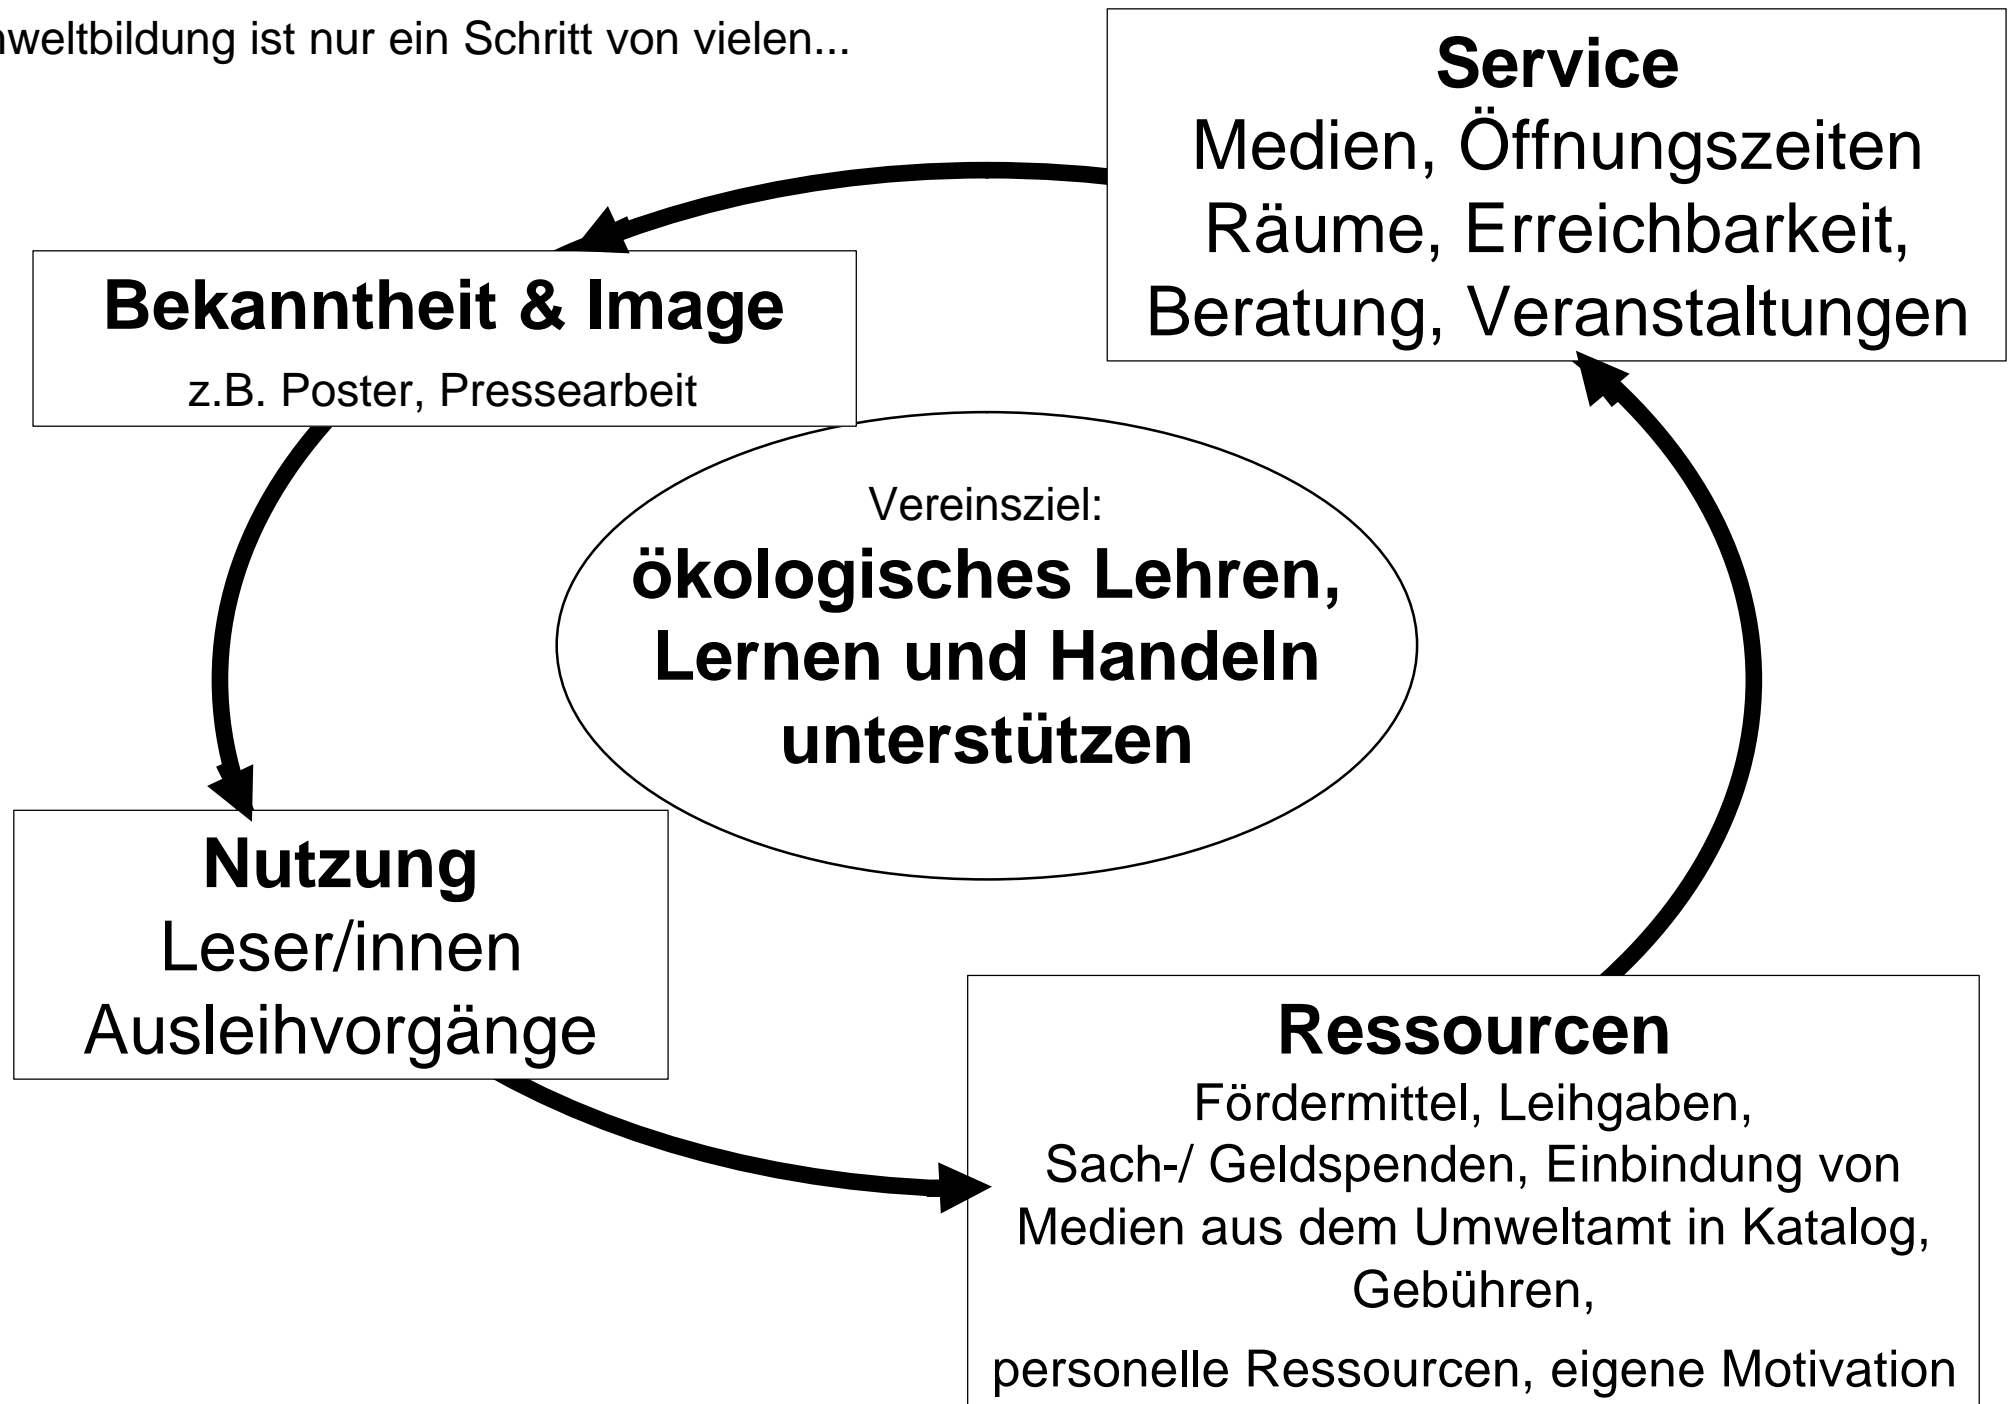 nweltbildung ist nur ein Schritt von vielen...
Service
Medien, Öffnungszeiten
Räume, Erreichbarkeit,
Beratung, Veranstaltungen
Bekanntheit & Image
z.B. Poster, Pressearbeit
Vereinsziel:
ökologisches Lehren,
Lernen und Handeln
unterstützen
Nutzung
Leser/innen
Ausleihvorgänge
Ressourcen
Fördermittel, Leihgaben,
Sach-/ Geldspenden, Einbindung von
Medien aus dem Umweltamt in Katalog,
Gebühren,
personelle Ressourcen, eigene Motivation